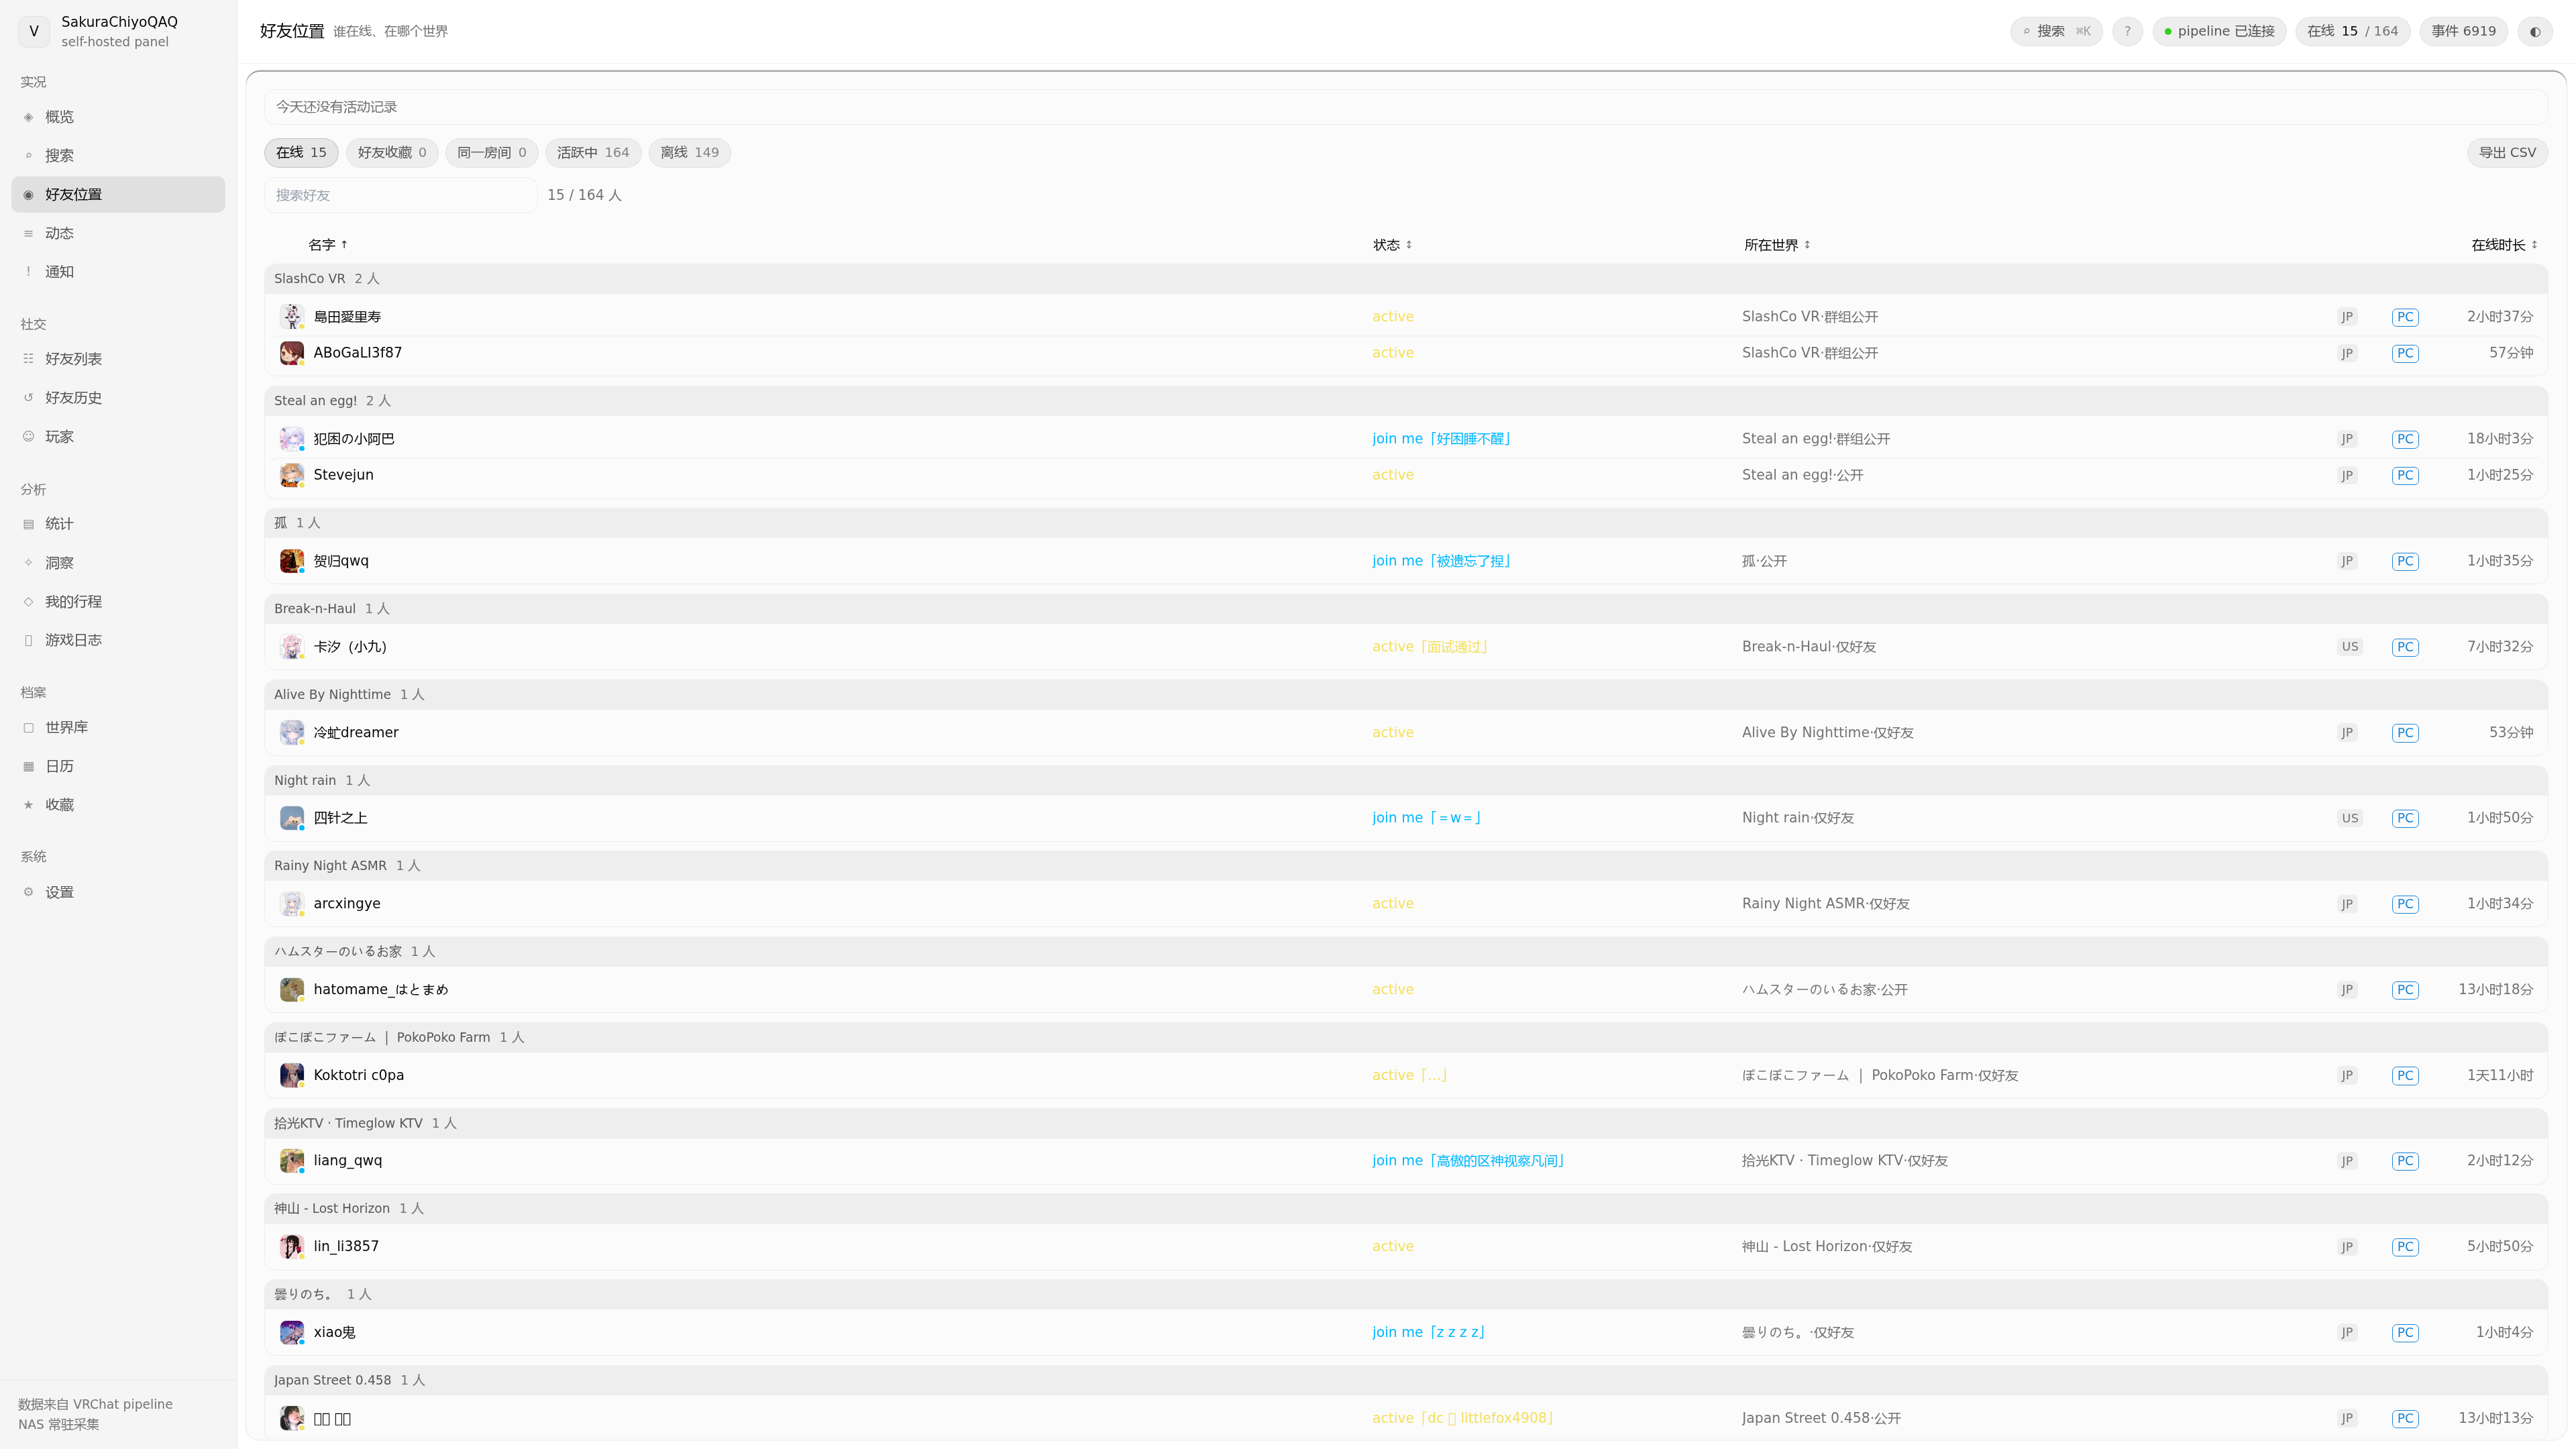 V SakuraChiyoQAQ
self-hosted panel
实况
概览
搜索
好友位置
动态
通知
社交
好友列表
好友历史
玩家
分析
统计
洞察
我的行程
游戏日志
档案
世界库
日历
收藏
系统
设置
数据来自 VRChat pipeline
NAS 常驻采集
好友位置 谁在线、在哪个世界
搜索 ⌘K ? pipeline 已连接 在线 15 / 164 事件 6919
今天还没有活动记录
在线 15 好友收藏 0 同一房间 0 活跃中 164 离线 149 导出 CSV
搜索好友 15 / 164 人
名字 ↑ 状态 ↕ 所在世界 ↕ 在线时长 ↕
SlashCo VR 2 人
島田愛里寿 active SlashCo VR·群组公开 JP PC 2小时37分
ABoGaLI3f87 active SlashCo VR·群组公开 JP PC 57分钟
Steal an egg! 2 人
犯困の小阿巴 join me「好困睡不醒」 Steal an egg!·群组公开 JP PC 18小时3分
Stevejun active Steal an egg!·公开 JP PC 1小时25分
孤 1 人
贺归qwq join me「被遗忘了捏」 孤·公开 JP PC 1小时35分
Break-n-Haul 1 人
卡汐（小九） active「面试通过」 Break-n-Haul·仅好友 US PC 7小时32分
Alive By Nighttime 1 人
冷虻dreamer active Alive By Nighttime·仅好友 JP PC 53分钟
Night rain 1 人
四针之上 join me「=w=」 Night rain·仅好友 US PC 1小时50分
Rainy Night ASMR 1 人
arcxingye active Rainy Night ASMR·仅好友 JP PC 1小时34分
ハムスターのいるお家 1 人
hatomame_はとまめ active ハムスターのいるお家·公开 JP PC 13小时18分
ぽこぽこファーム | PokoPoko Farm 1 人
Koktotri c0pa active「...」 ぽこぽこファーム | PokoPoko Farm·仅好友 JP PC 1天11小时
拾光KTV · Timeglow KTV 1 人
liang_qwq join me「高傲的区神视察凡间」 拾光KTV · Timeglow KTV·仅好友 JP PC 2小时12分
神山 - Lost Horizon 1 人
lin_li3857 active 神山 - Lost Horizon·仅好友 JP PC 5小时50分
曇りのち。 1 人
xiao鬼 join me「z z z z」 曇りのち。·仅好友 JP PC 1小时4分
Japan Street 0.458 1 人
active「dc littlefox4908」 Japan Street 0.458·公开 JP PC 13小时13分